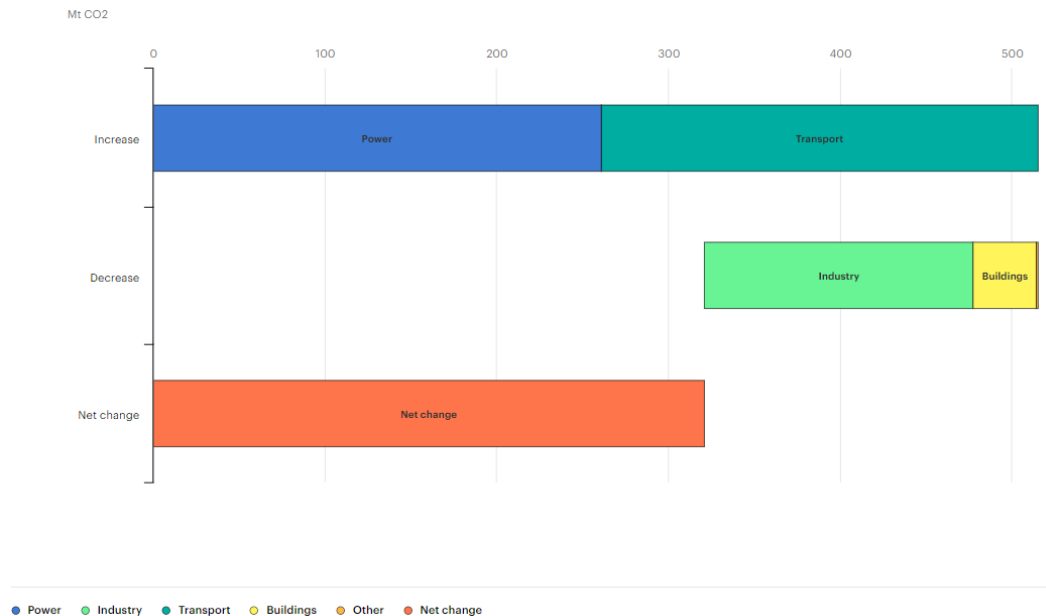 Mt CO2
0 100 200 300 400 500
Increase Power Transport
Decrease Industry Buildings
Net change Net change
Power Industry Transport Buildings Other Net change